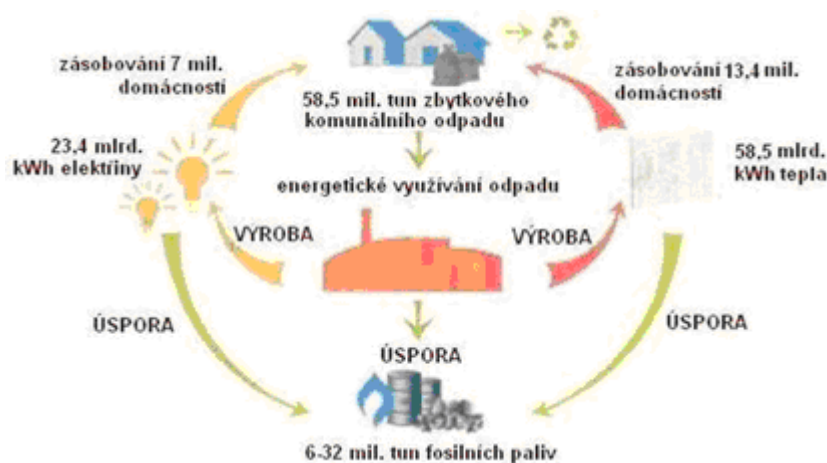 zásobování 7 mil.
domácností
zásobování 13,4 mil.
domácností
58,5 mil. tun zbytkového
komunálního odpadu
23,4 mlrd.
kWh elektřiny
58,5 mlrd.
kWh tepla
energetické využívání odpadu
VÝROBA
VÝROBA
ÚSPORA
ÚSPORA
ÚSPORA
6-32 mil. tun fosilních paliv